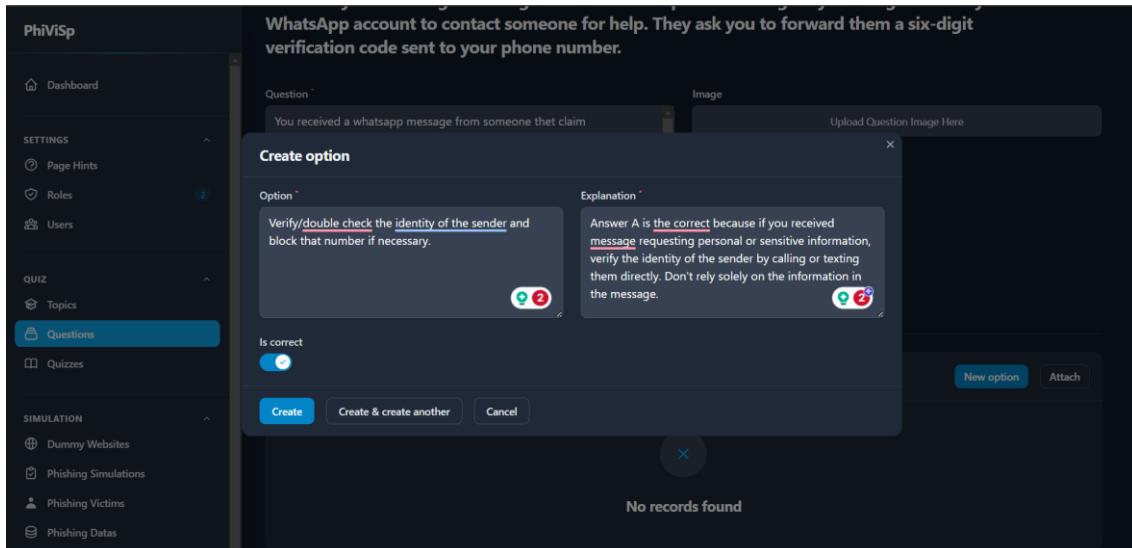 WhatsApp account to contact someone for help. They ask you to forward them a six-digit
verification code sent to your phone number.
PhiViSp
Dashboard
SETTINGS
Page Hints
Roles 2
Users
QUIZ
Topics
Questions
Quizzes
SIMULATION
Dummy Websites
Phishing Simulations
Phishing Victims
Phishing Datas
Question *
Image
You received a whatsapp message from someone thet claim
Upload Question Image Here
Create option
Option *
Verify/double check the identity of the sender and
block that number if necessary.
2
Explanation *
Answer A is the correct because if you received
message requesting personal or sensitive information,
verify the identity of the sender by calling or texting
them directly. Don't rely solely on the information in
the message.
2
Is correct
Create
Create & create another
Cancel
New option
Attach
No records found